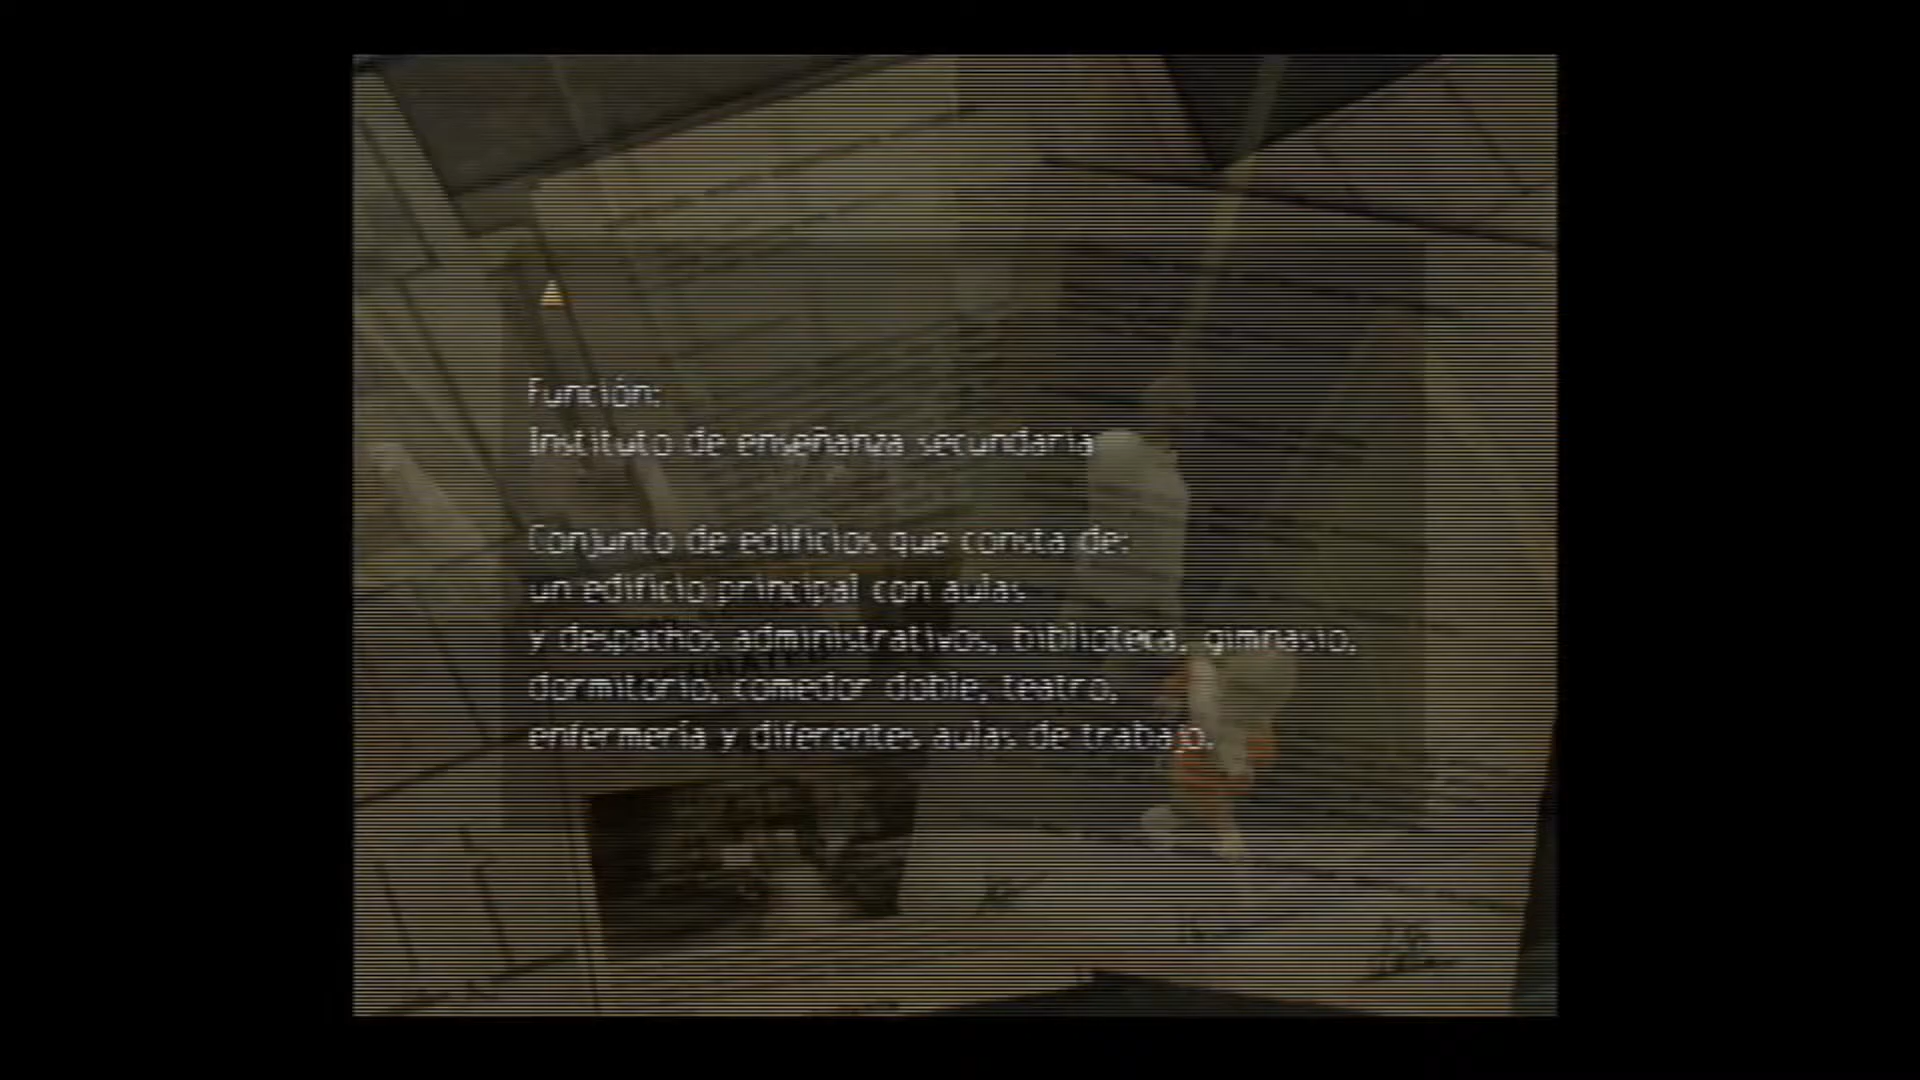 Función:
Instituto de enseñanza secundaria
Conjunto de edificios que consta de:
un edificio principal con aulas
y despachos administrativos, biblioteca, gimnasio,
dormitorio, comedor doble, teatro,
enfermería y diferentes aulas de trabajo.